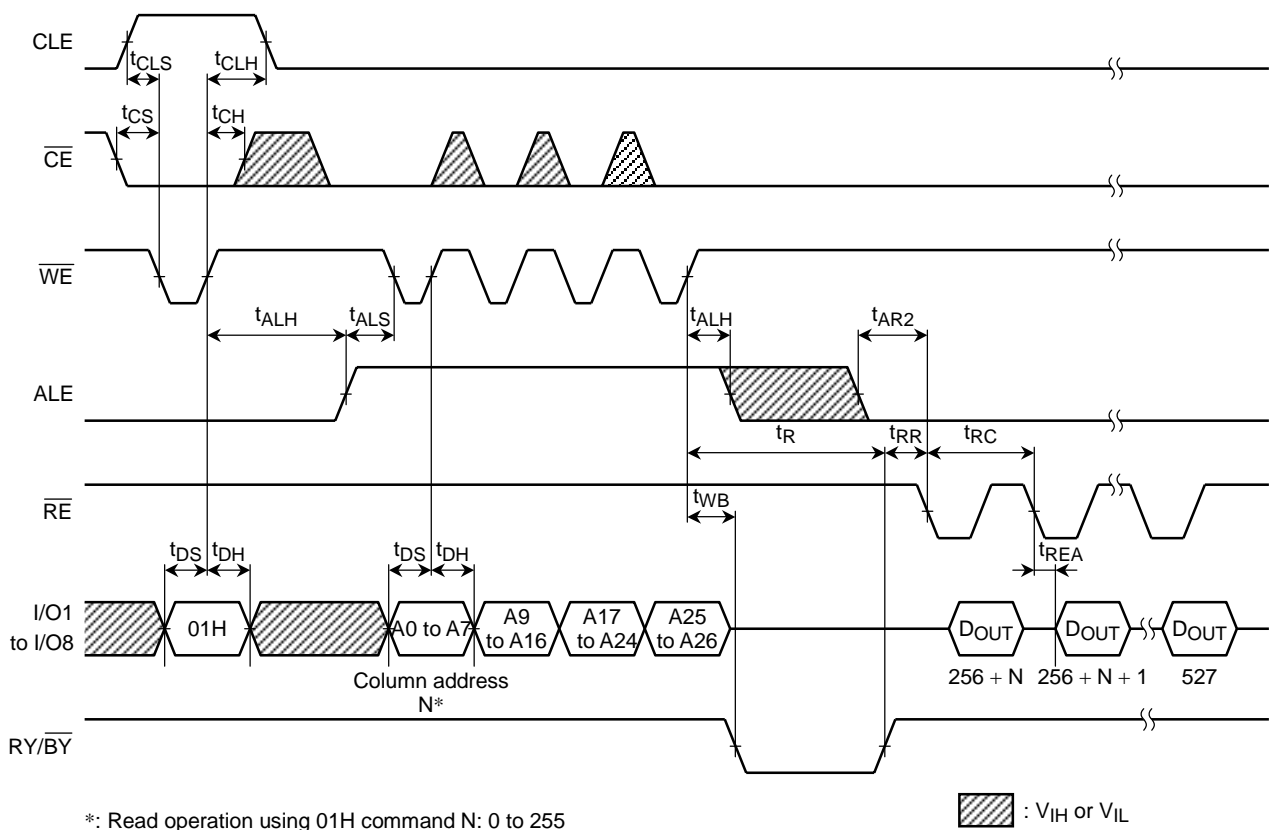 CLE
tCLS
tCLH
tCS
tCH
CE
WE
tALH
tALS
tALH
tAR2
ALE
tR
tRR
tRC
RE
tWB
tDS
tDH
tDS
tDH
tREA
I/O1
to I/O8
01H
A0 to A7
A9
to A16
A17
to A24
A25
to A26
DOUT
DOUT
DOUT
256 + N
256 + N + 1
527
Column address
N*
RY/BY
*: Read operation using 01H command N: 0 to 255
: VIH or VIL